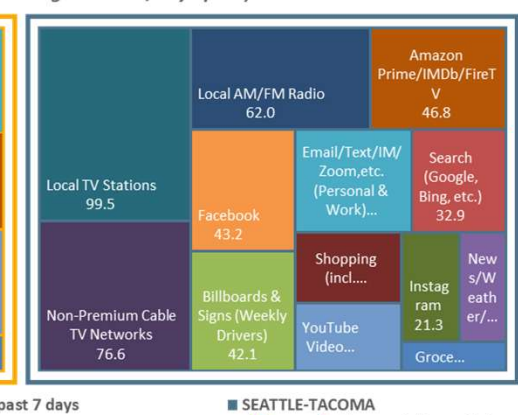 Local TV Stations
99.5
Non-Premium Cable
TV Networks
76.6
Local AM/FM Radio
62.0
Amazon
Prime/IMDb/FireT
V
46.8
Facebook
43.2
Billboards &
Signs (Weekly
Drivers)
42.1
Email/Text/IM/
Zoom,etc.
(Personal &
Work)...
Search
(Google,
Bing, etc.)
32.9
Shopping
(incl....
YouTube
Video...
Instag
ram
21.3
New
s/W
eath
er/...
Groce...
past 7 days
SEATTLE-TACOMA